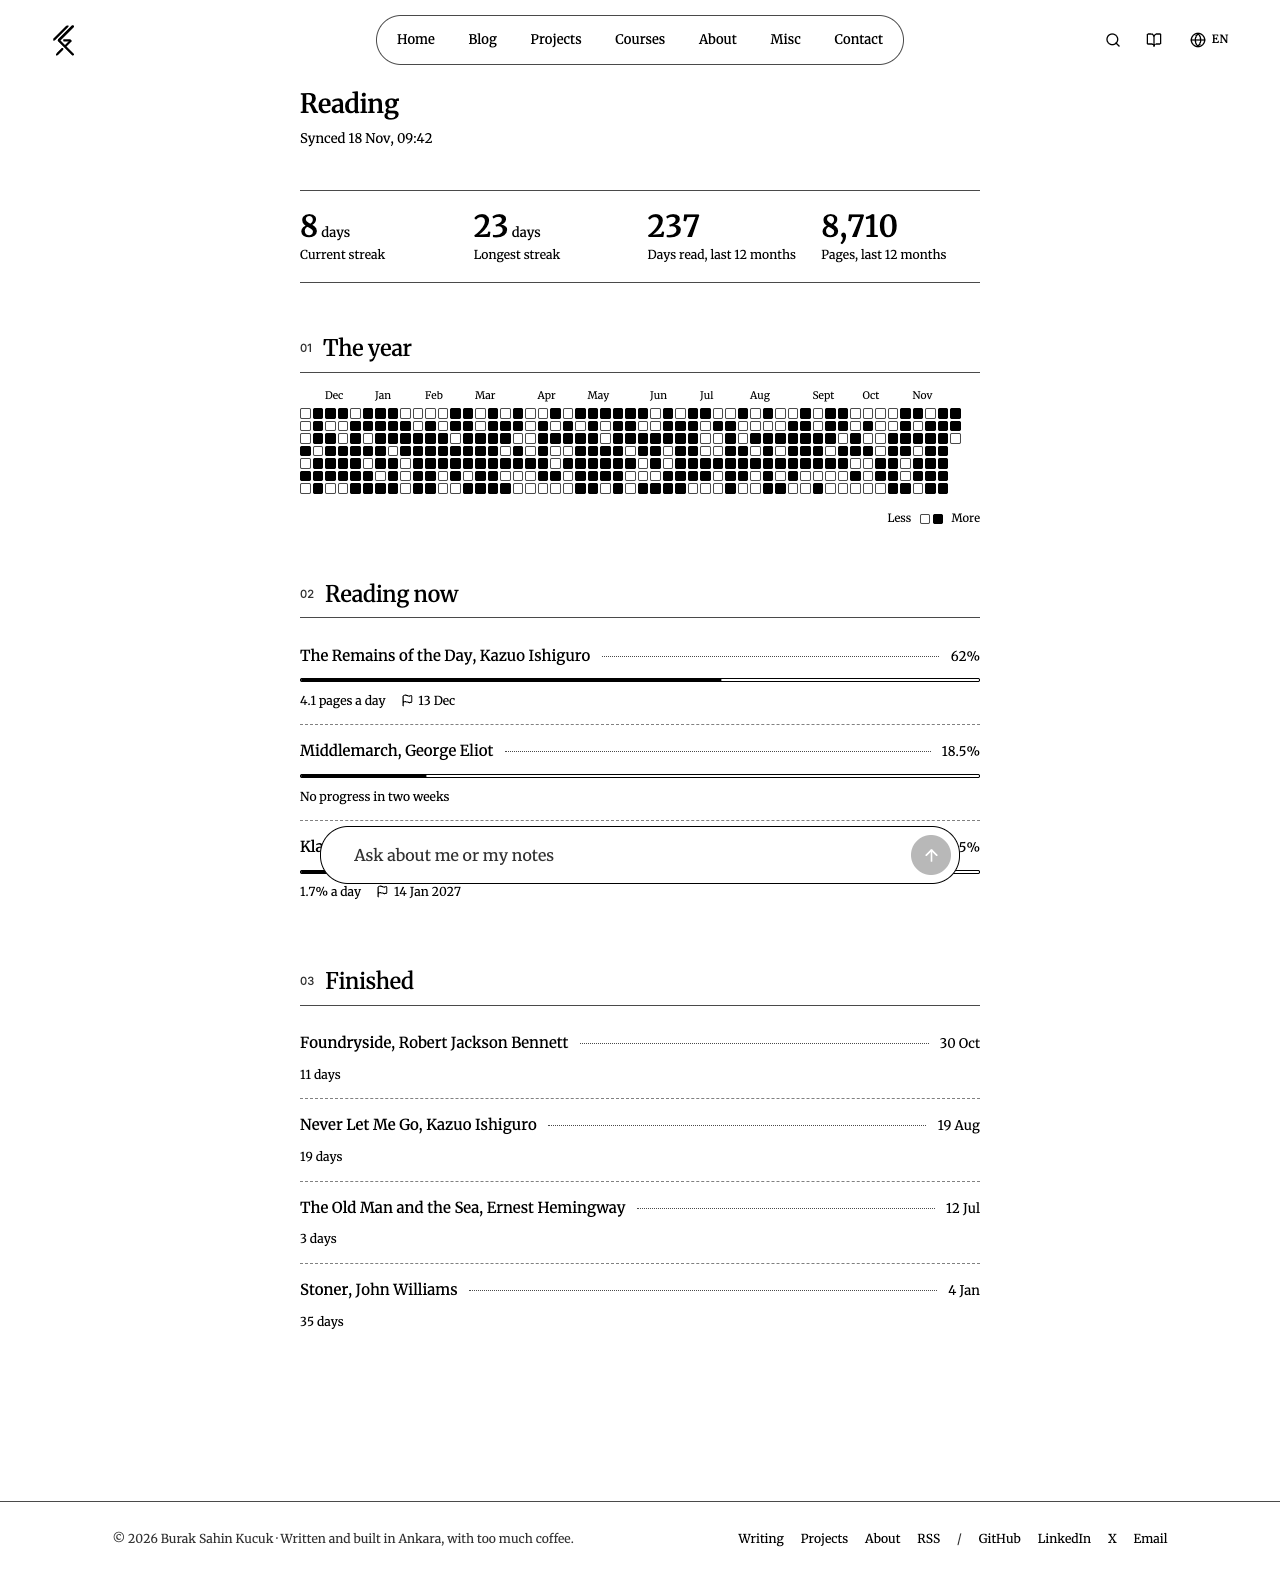 Home Blog Projects Courses About Misc Contact EN
Reading
Synced 18 Nov, 09:42
8 days 23 days 237 8,710
Current streak Longest streak Days read, last 12 months Pages, last 12 months
01 The year
Dec Jan Feb Mar Apr May Jun Jul Aug Sept Oct Nov
Less More
02 Reading now
The Remains of the Day, Kazuo Ishiguro 62%
4.1 pages a day 13 Dec
Middlemarch, George Eliot 18.5%
No progress in two weeks
Ask about me or my notes
1.7% a day 14 Jan 2027
03 Finished
Foundryside, Robert Jackson Bennett 30 Oct
11 days
Never Let Me Go, Kazuo Ishiguro 19 Aug
19 days
The Old Man and the Sea, Ernest Hemingway 12 Jul
3 days
Stoner, John Williams 4 Jan
35 days
© 2026 Burak Sahin Kucuk · Written and built in Ankara, with too much coffee. Writing Projects About RSS / GitHub LinkedIn X Email